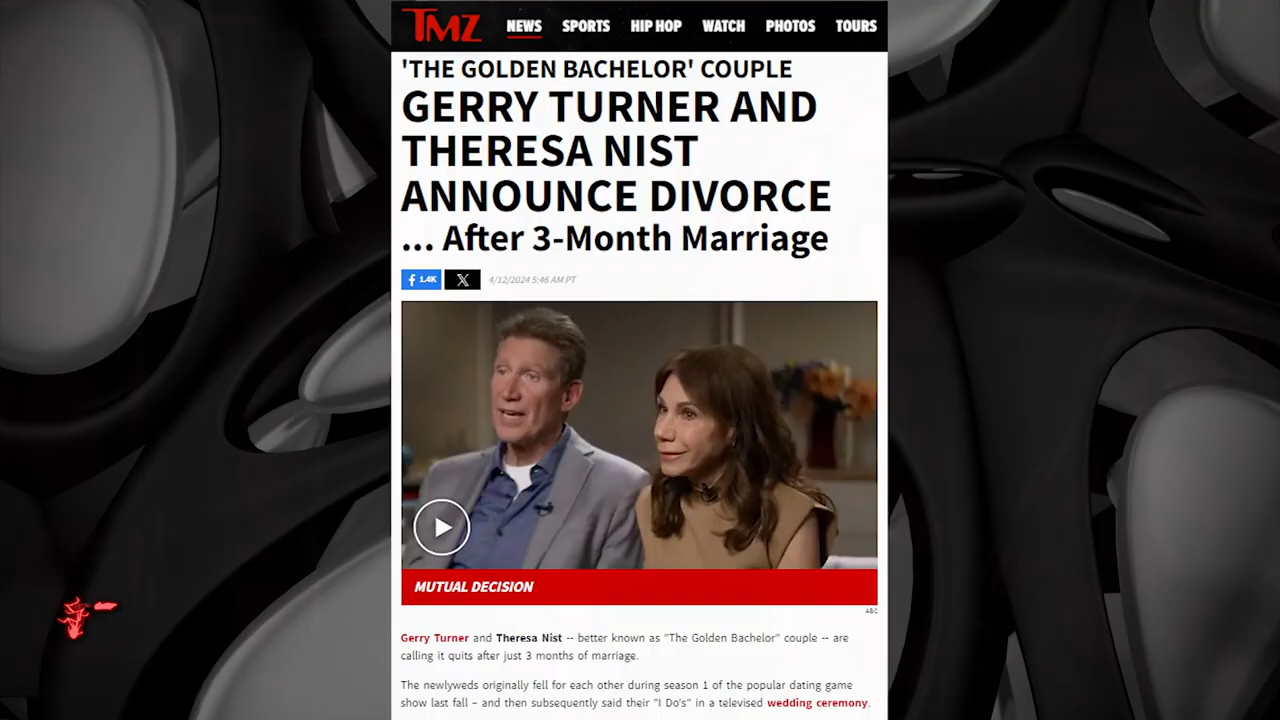 TMZ NEWS SPORTS HIP HOP WATCH PHOTOS TOURS
'THE GOLDEN BACHELOR' COUPLE
GERRY TURNER AND
THERESA NIST
ANNOUNCE DIVORCE
... After 3-Month Marriage
1.4K X 4/12/2024 5:46 AM PT
MUTUAL DECISION
ABC
Gerry Turner and Theresa Nist -- better known as "The Golden Bachelor" couple -- are
calling it quits after just 3 months of marriage.
The newlyweds originally fell for each other during season 1 of the popular dating game
show last fall – and then subsequently said their "I Do's" in a televised wedding ceremony.